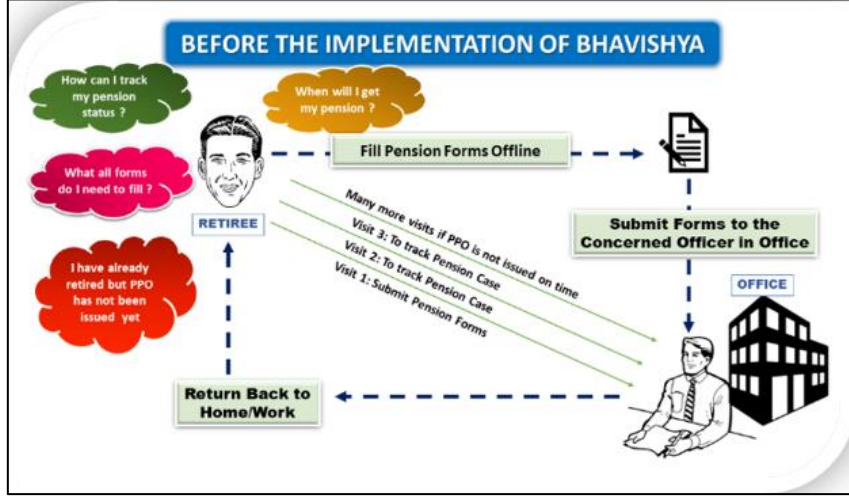 BEFORE THE IMPLEMENTATION OF BHAVISHYA
How can I track
my pension
status ?
When will I get
my pension ?
What all forms
do I need to fill ?
I have already
retired but PPO
has not been
issued yet
RETIREE
Fill Pension Forms Offline
Submit Forms to the
Concerned Officer in Office
OFFICE
Many more visits if PPO is not issued on time
Visit 3: To track Pension Case
Visit 2: To track Pension Case
Visit 1: Submit Pension Forms
Return Back to
Home/Work